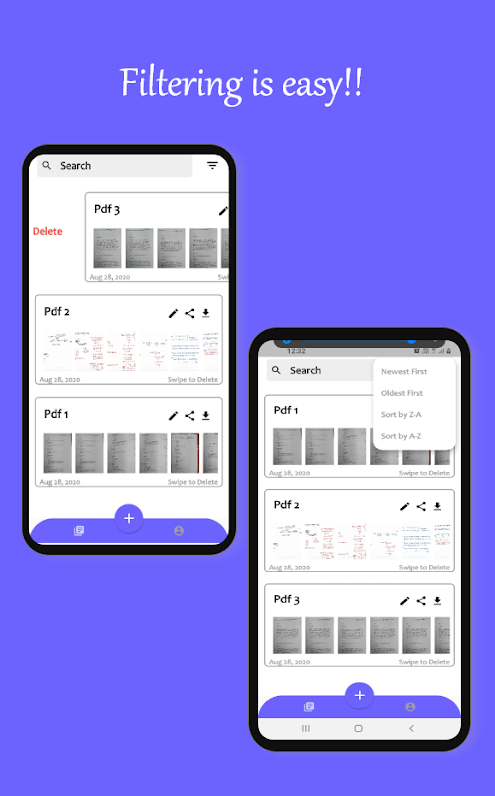 Filtering is easy!!
Search
Pdf 3
Delete
Aug 28, 2020
Swip
Pdf 2
Aug 28, 2020 Swipe to Delete
Pdf 1
Aug 28, 2020 Swipe to Delete
12:32
Search
Newest First
Oldest First
Sort by Z-A
Sort by A-Z
Pdf 1
Aug 28, 2020 Swipe to Delete
Pdf 2
Aug 28, 2020 Swipe to Delete
Pdf 3
Aug 28, 2020 Swipe to Delete